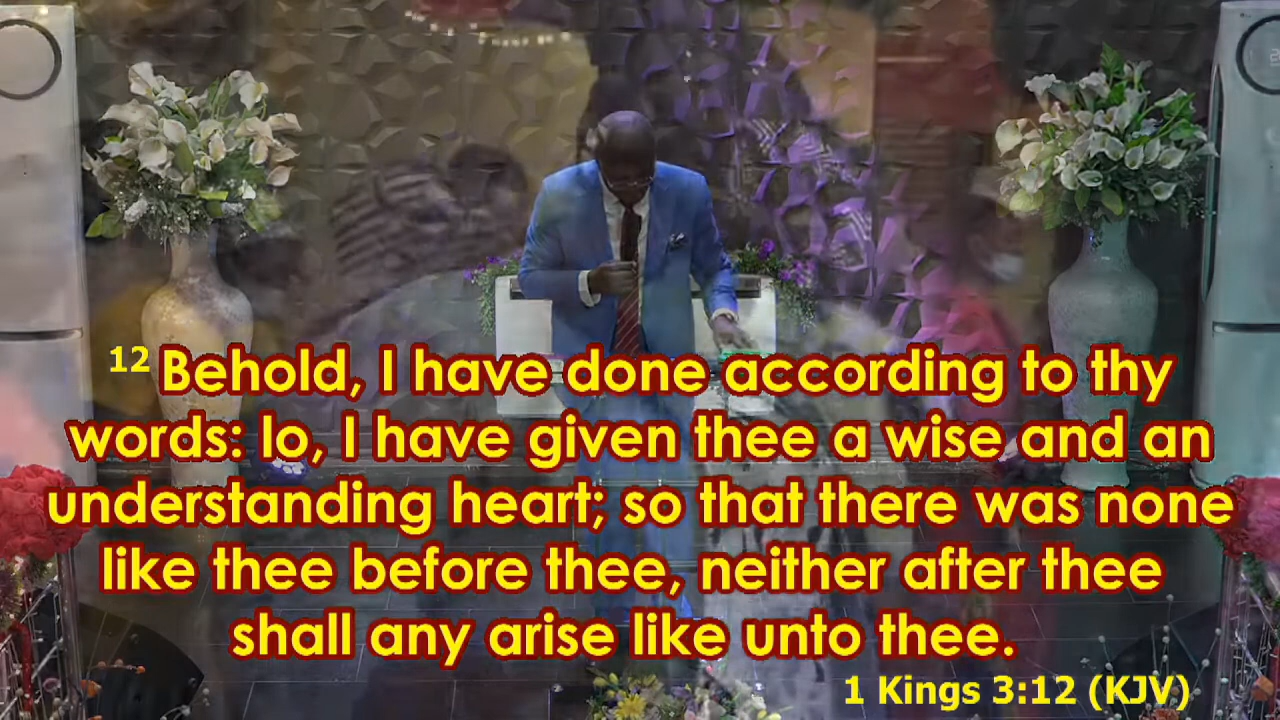 12 Behold, I have done according to thy
words: lo, I have given thee a wise and an
understanding heart; so that there was none
like thee before thee, neither after thee
shall any arise like unto thee.
1 Kings 3:12 (KJV)